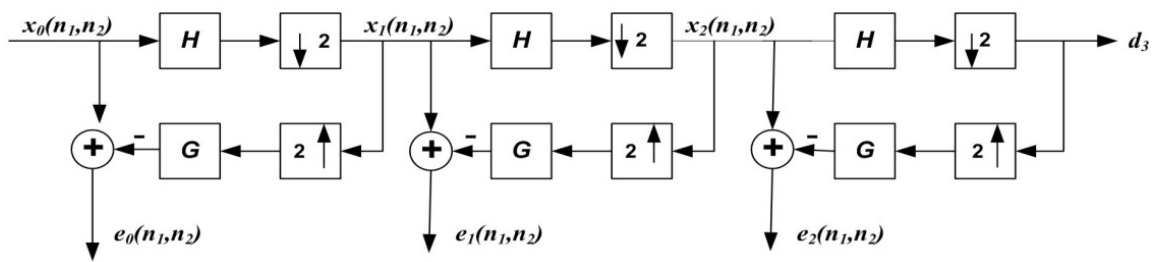 x₀(n₁,n₂) H ↓ 2 x₁(n₁,n₂) H ↓ 2 x₂(n₁,n₂) H ↓ 2 d₃
+ - G 2 ↑ + - G 2 ↑ + - G 2 ↑
e₀(n₁,n₂) e₁(n₁,n₂) e₂(n₁,n₂)